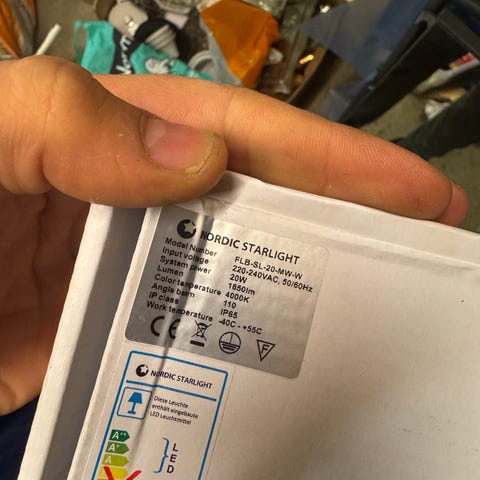 NORDIC STARLIGHT
Model Number FLB-SL-20-MW-W
Input voltage 220-240VAC, 50/60Hz
System power 20W
Lumen 1650lm
Color temperature 4000K
Angle beam 110
IP class IP65
Work temperature -40C - +55C
CE
F
NORDIC STARLIGHT
Diese Leuchte
enthält eingebaute
LED Leuchtmittel
A++
A+
A
L
E
D